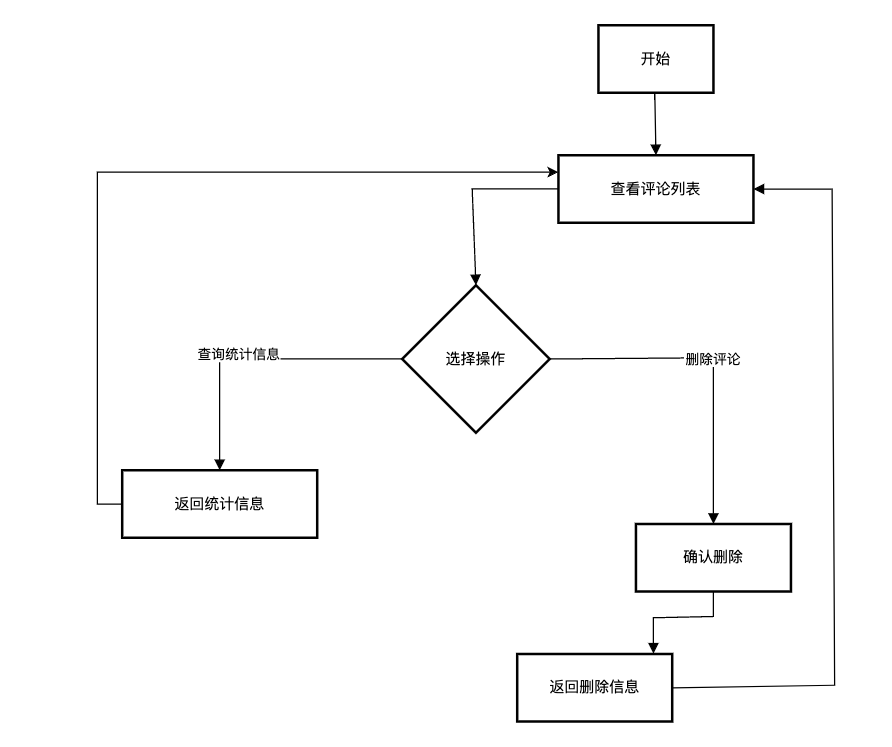 开始
查看评论列表
选择操作
查询统计信息
删除评论
返回统计信息
确认删除
返回删除信息